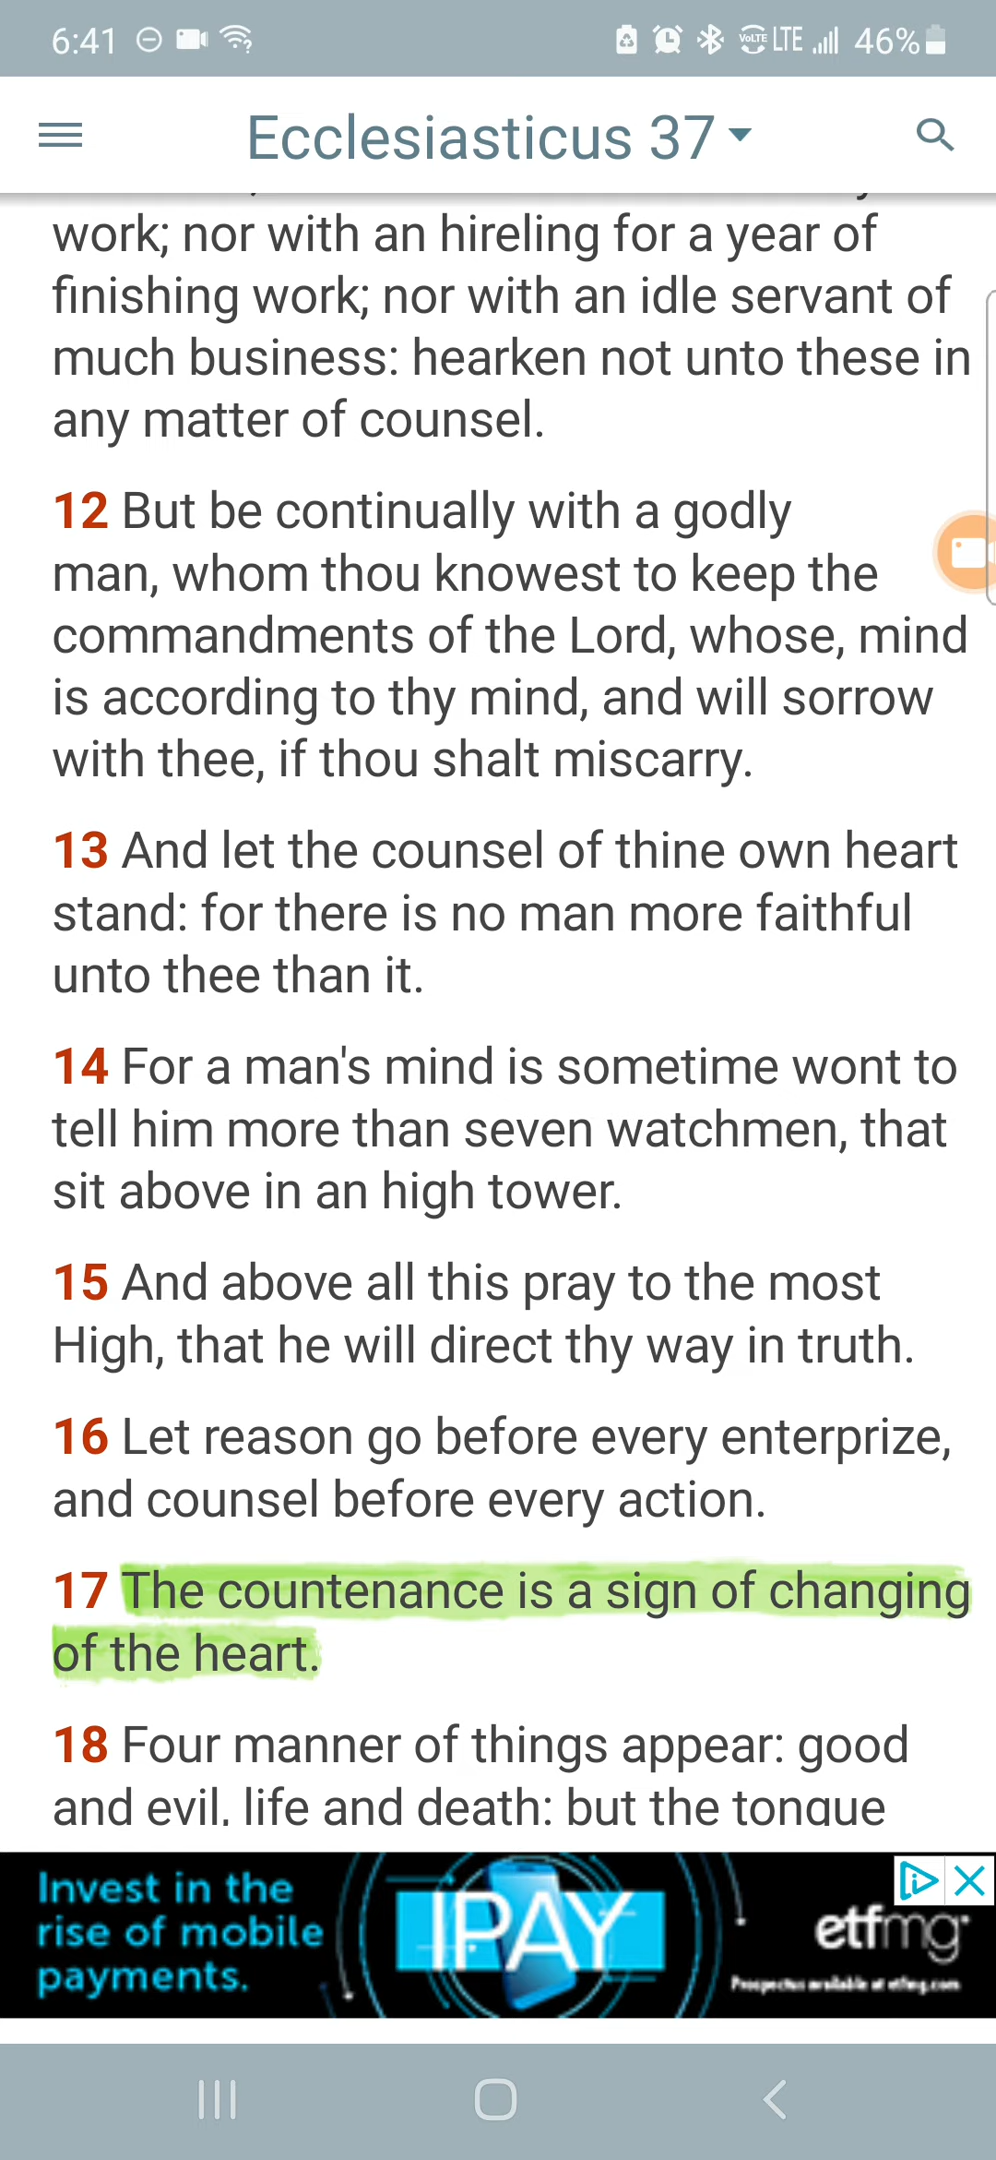 6:41
VoLTE LTE 46%
Ecclesiasticus 37
work; nor with an hireling for a year of
finishing work; nor with an idle servant of
much business: hearken not unto these in
any matter of counsel.
12 But be continually with a godly
man, whom thou knowest to keep the
commandments of the Lord, whose, mind
is according to thy mind, and will sorrow
with thee, if thou shalt miscarry.
13 And let the counsel of thine own heart
stand: for there is no man more faithful
unto thee than it.
14 For a man's mind is sometime wont to
tell him more than seven watchmen, that
sit above in an high tower.
15 And above all this pray to the most
High, that he will direct thy way in truth.
16 Let reason go before every enterprize,
and counsel before every action.
17 The countenance is a sign of changing
of the heart.
18 Four manner of things appear: good
and evil, life and death: but the tongue
Invest in the
rise of mobile
payments.
IPAY
etfmg
Prospectus available at etfmg.com